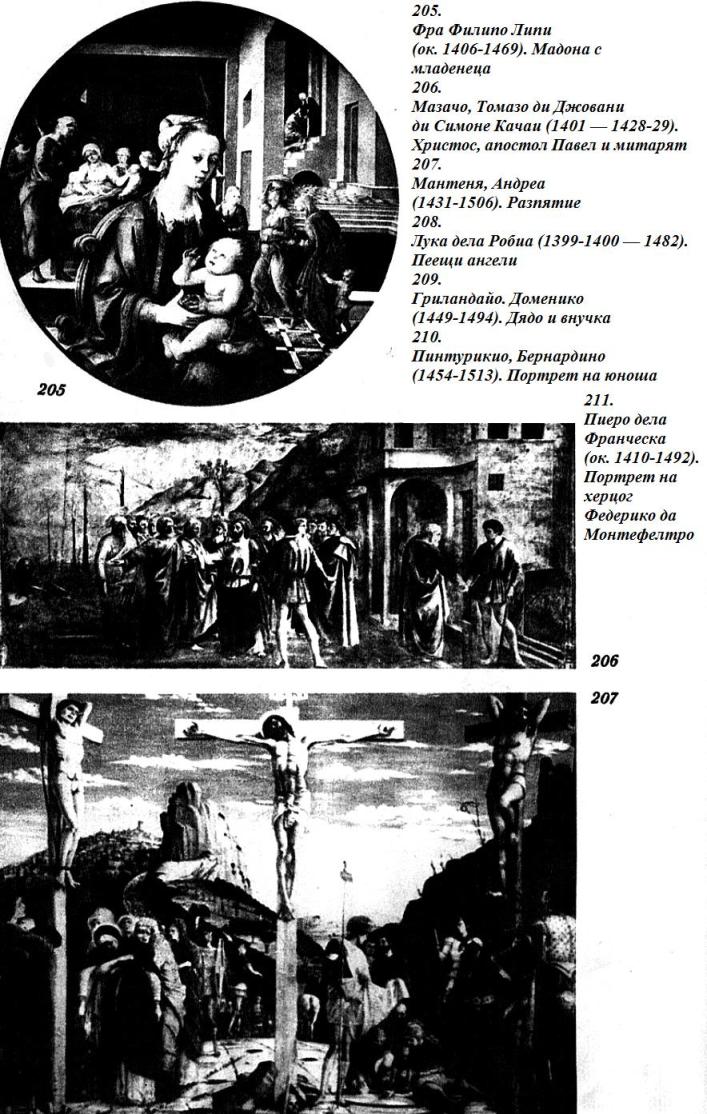 205.
Фра Филипо Липи
(ок. 1406-1469). Мадона с
младенеца
206.
Мазачо, Томазо ди Джовани
ди Симоне Качаи (1401 — 1428-29).
Христос, апостол Павел и митарят
207.
Мантеня, Андреа
(1431-1506). Разпятие
208.
Лука дела Робиа (1399-1400 — 1482).
Пеещи ангели
209.
Гриландайо. Доменико
(1449-1494). Дядо и внучка
210.
Пинтурикио, Бернардино
(1454-1513). Портрет на юноша
211.
Пиеро дела
Франческа
(ок. 1410-1492).
Портрет на
херцог
Федерико да
Монтефелтро
205
206
207